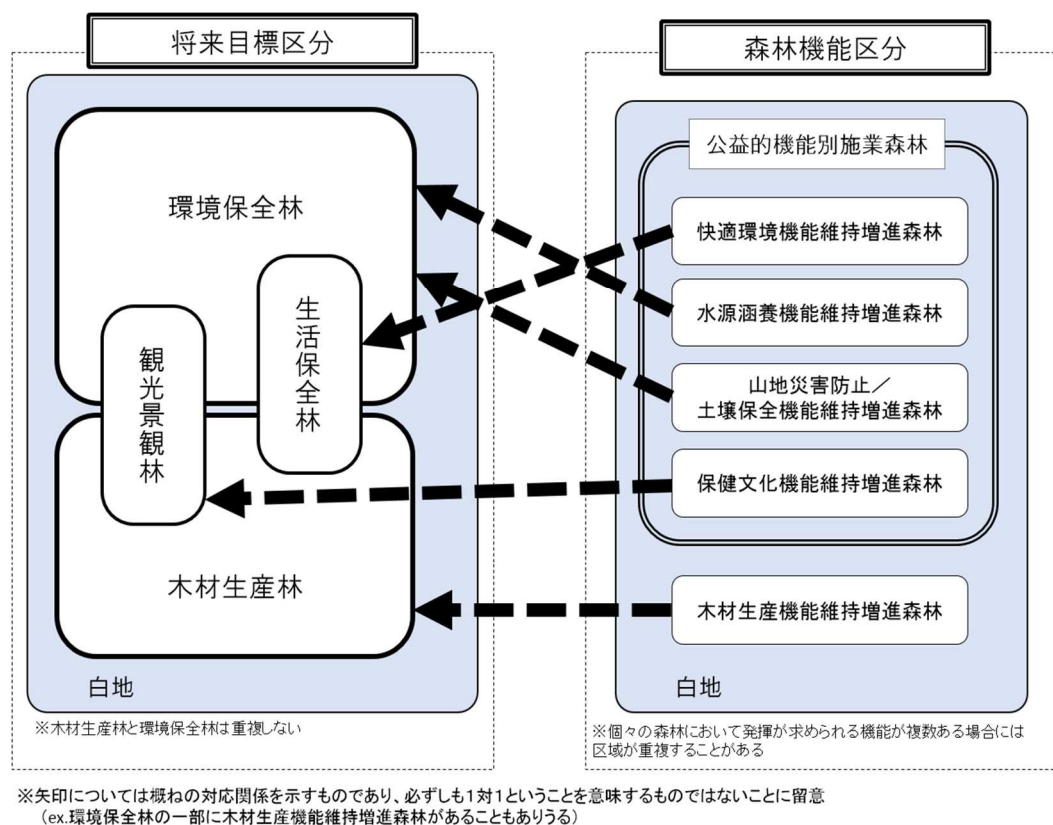 将来目標区分
環境保全林
生活保全林
観光景観林
木材生産林
白地
※木材生産林と環境保全林は重複しない
森林機能区分
公益的機能別施業森林
快適環境機能維持増進森林
水源涵養機能維持増進森林
山地災害防止／
土壌保全機能維持増進森林
保健文化機能維持増進森林
木材生産機能維持増進森林
白地
※個々の森林において発揮が求められる機能が複数ある場合には
区域が重複することがある
※矢印については概ねの対応関係を示すものであり、必ずしも１対１ということを意味するものではないことに留意
（ex.環境保全林の一部に木材生産機能維持増進森林があることもありうる）